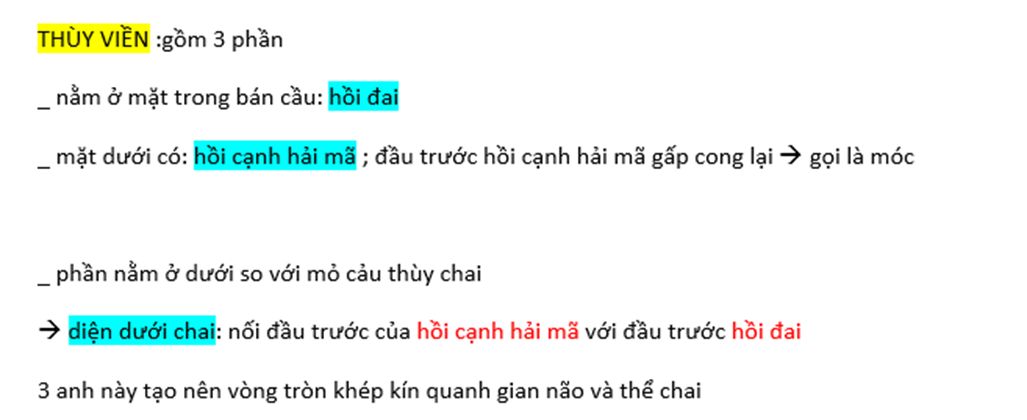 THÙY VIỀN :gồm 3 phần
_ nằm ở mặt trong bán cầu: hồi đai
_ mặt dưới có: hồi cạnh hải mã ; đầu trước hồi cạnh hải mã gấp cong lại → gọi là móc
_ phần nằm ở dưới so với mỏ cảu thùy chai
→ diện dưới chai: nối đầu trước của hồi cạnh hải mã với đầu trước hồi đai
3 anh này tạo nên vòng tròn khép kín quanh gian não và thể chai